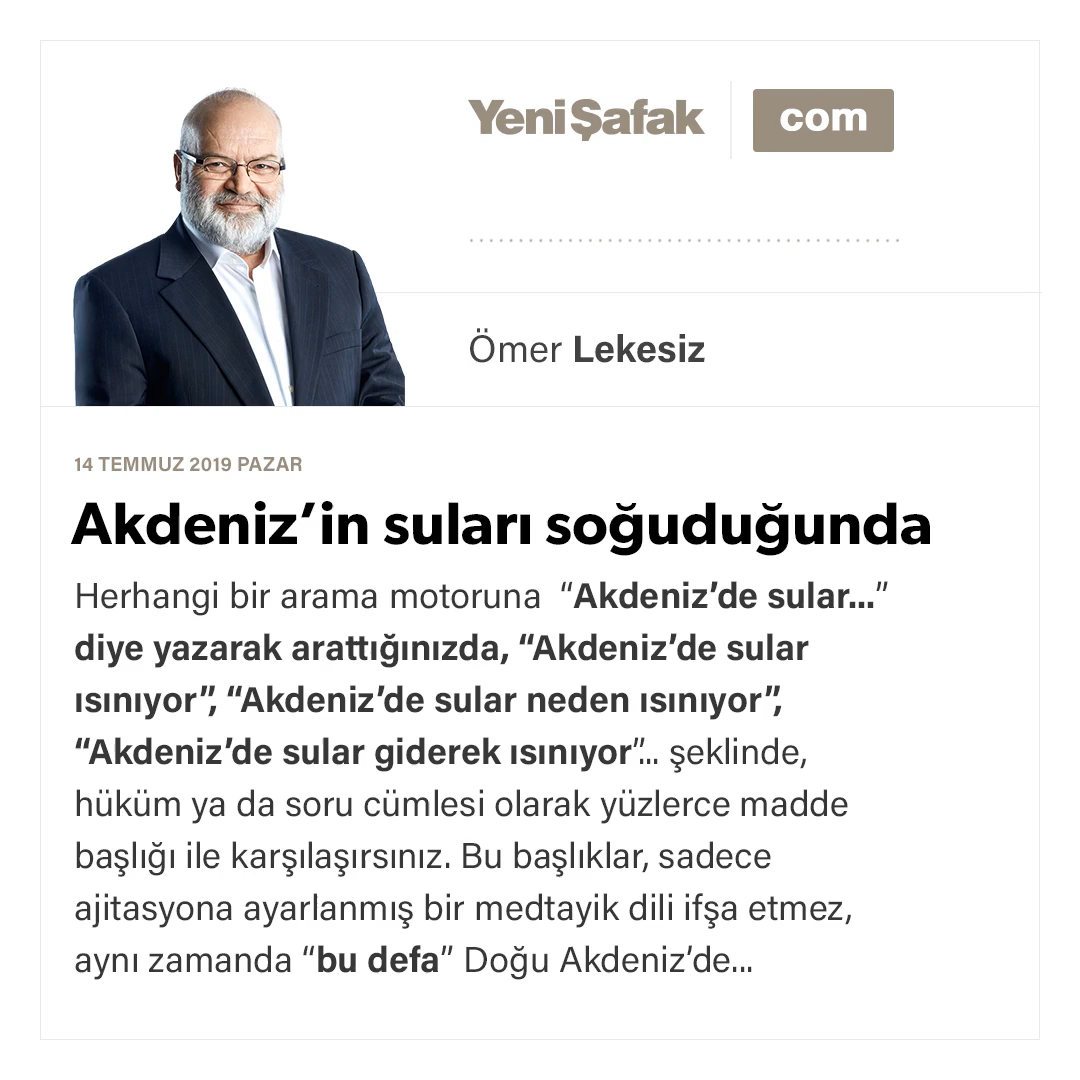 YeniŞafak com
Ömer Lekesiz
14 TEMMUZ 2019 PAZAR
Akdeniz’in suları soğuduğunda
Herhangi bir arama motoruna “Akdeniz’de sular...”
diye yazarak arattığınızda, “Akdeniz’de sular
ısınıyor”, “Akdeniz’de sular neden ısınıyor”,
“Akdeniz’de sular giderek ısınıyor”... şeklinde,
hüküm ya da soru cümlesi olarak yüzlerce madde
başlığı ile karşılaşırsınız. Bu başlıklar, sadece
ajitasyona ayarlanmış bir medtayik dili ifşa etmez,
aynı zamanda “bu defa” Doğu Akdeniz’de...